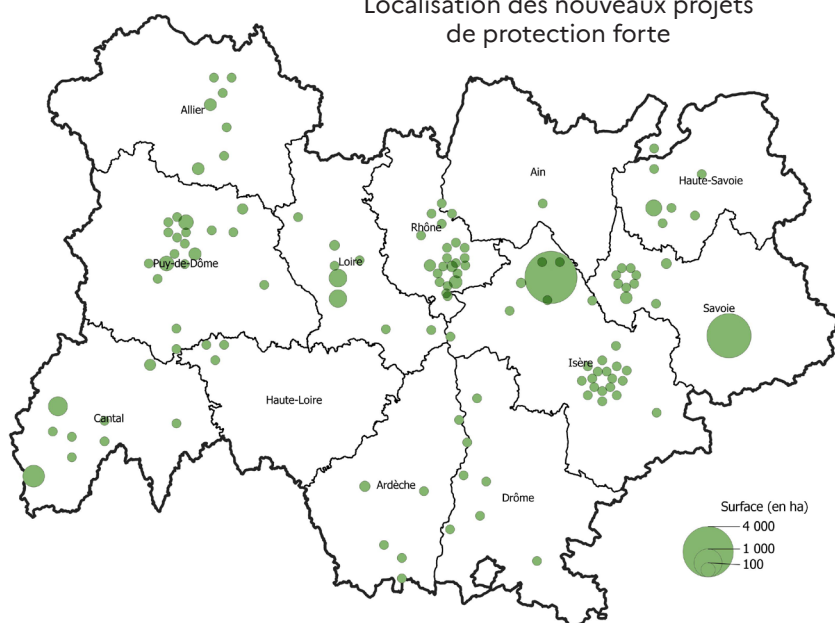 Localisation des nouveaux projets
de protection forte
Allier
Ain
Haute-Savoie
Rhône
Puy-de-Dôme
Loire
Savoie
Isère
Haute-Loire
Cantal
Ardèche
Drôme
Surface (en ha)
4 000
1 000
100